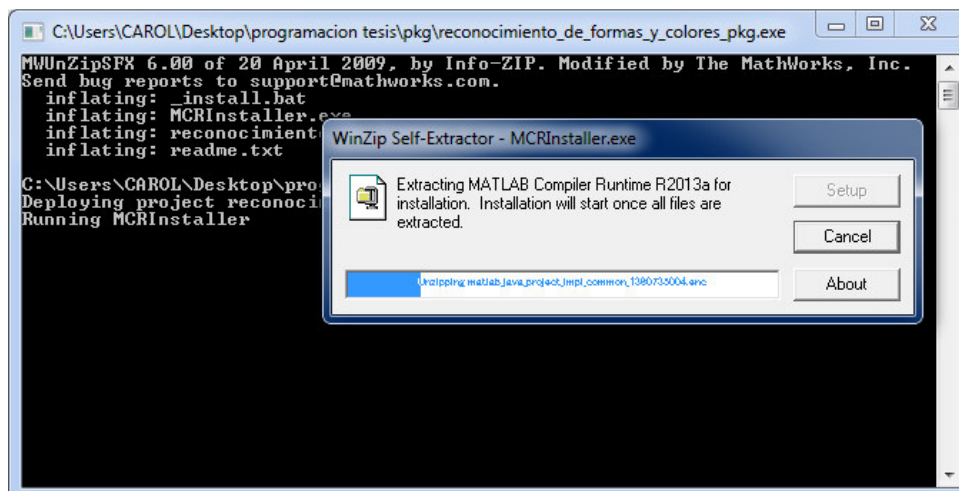 C:\Users\CAROL\Desktop\programacion tesis\pkg\reconocimiento_de_formas_y_colores_pkg.exe
MWUnZipSFX 6.00 of 20 April 2009, by Info-ZIP. Modified by The MathWorks, Inc.
Send bug reports to support@mathworks.com.
inflating: _install.bat
inflating: MCRInstaller.exe
inflating: reconocimiento
inflating: readme.txt
C:\Users\CAROL\Desktop\pro
Deploying project reconoci
Running MCRInstaller
WinZip Self-Extractor - MCRInstaller.exe
Extracting MATLAB Compiler Runtime R2013a for
installation. Installation will start once all files are
extracted.
Setup
Cancel
Unzipping matlab_java_project_impl_common_1380735004.enc
About